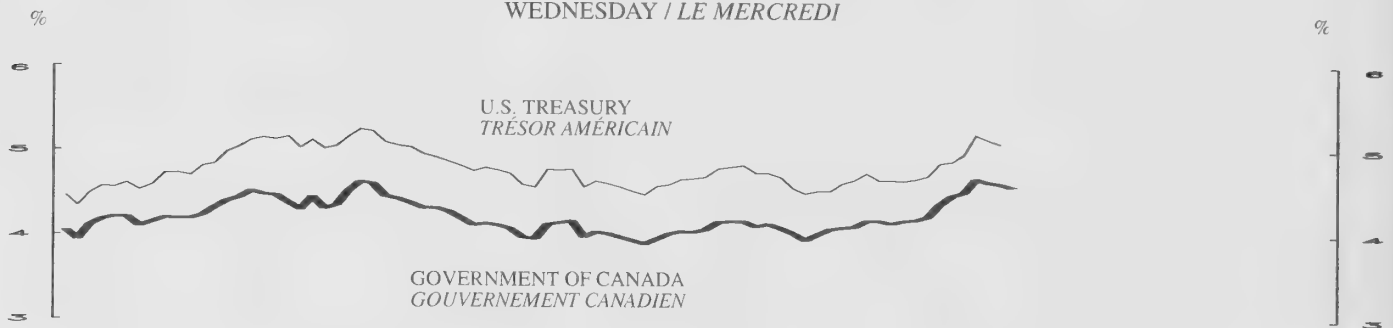 WEDNESDAY / LE MERCREDI
%
%
6
6
U.S. TREASURY
TRÉSOR AMÉRICAIN
5
5
4
4
GOVERNMENT OF CANADA
GOUVERNEMENT CANADIEN
3
3